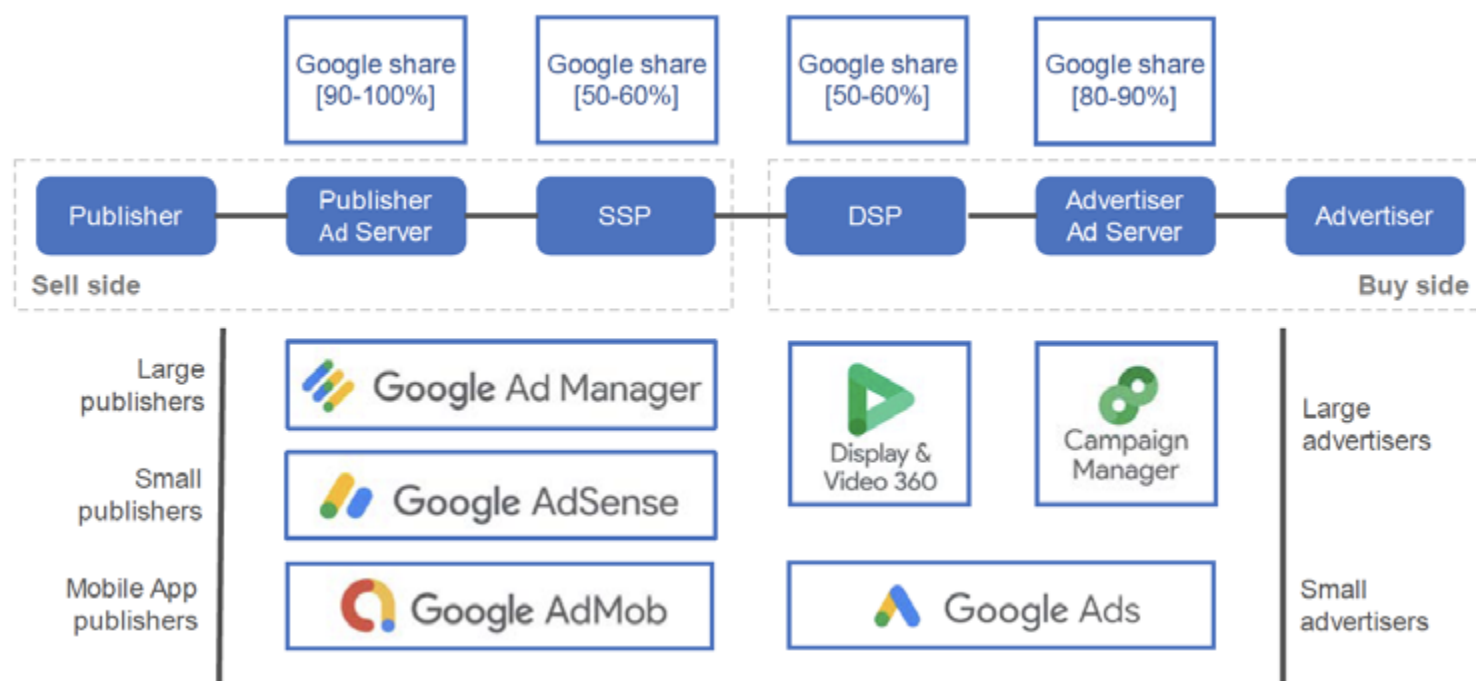 Google share
[90-100%]
Google share
[50-60%]
Google share
[50-60%]
Google share
[80-90%]
Publisher
Publisher
Ad Server
SSP
DSP
Advertiser
Ad Server
Advertiser
Sell side
Buy side
Large
publishers
Google Ad Manager
Display &
Video 360
Campaign
Manager
Large
advertisers
Small
publishers
Google AdSense
Mobile App
publishers
Google AdMob
Google Ads
Small
advertisers